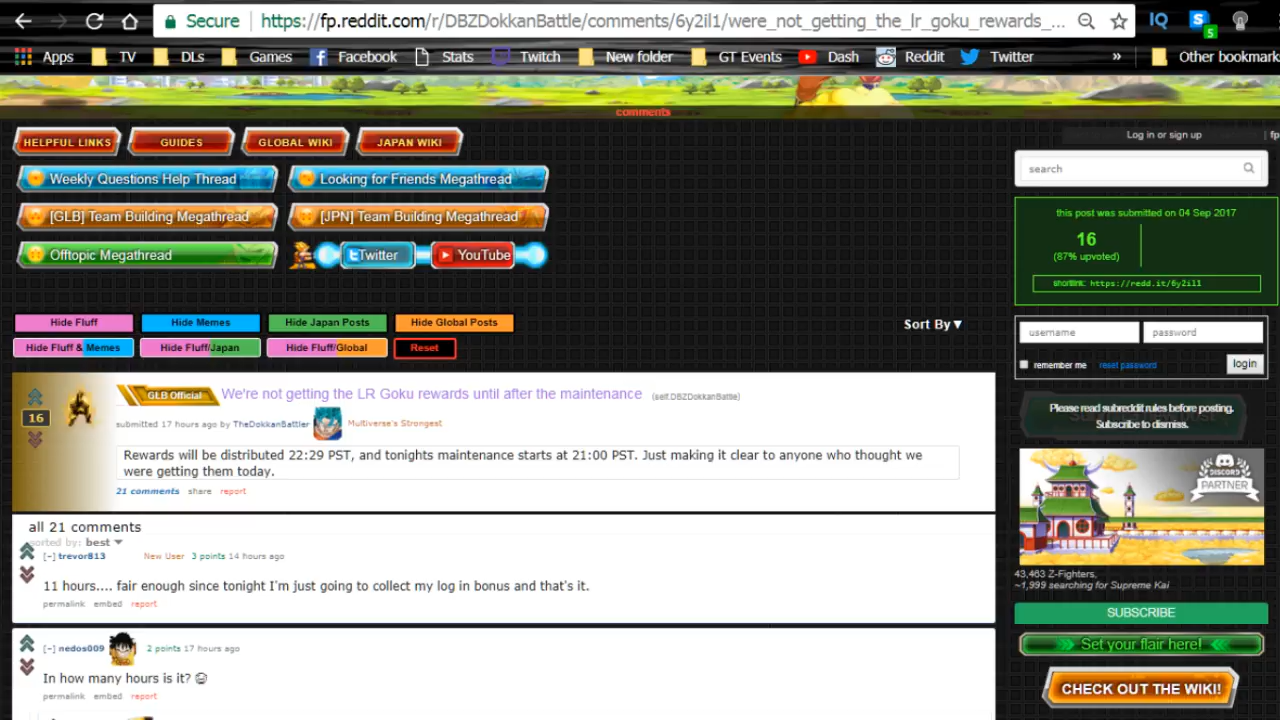 Secure https://fp.reddit.com/r/DBZDokkanBattle/comments/6y2il1/were_not_getting_the_lr_goku_rewards_... IQ S 5
Apps TV DLs Games Facebook Stats Twitch New folder GT Events Dash Reddit Twitter » Other bookmark
comments
Log in or sign up | fp
HELPFUL LINKS GUIDES GLOBAL WIKI JAPAN WIKI
search
Weekly Questions Help Thread Looking for Friends Megathread
[GLB] Team Building Megathread [JPN] Team Building Megathread
Offtopic Megathread Twitter YouTube
this post was submitted on 04 Sep 2017
16
(87% upvoted)
shortlink: https://redd.it/6y2il1
Hide Fluff Hide Memes Hide Japan Posts Hide Global Posts
Sort By▼
Hide Fluff & Memes Hide Fluff/Japan Hide Fluff/Global Reset
username password
remember me reset password login
GLB Official We're not getting the LR Goku rewards until after the maintenance (self.DBZDokkanBattle)
16
submitted 17 hours ago by TheDokkanBattler Multiverse's Strongest
Rewards will be distributed 22:29 PST, and tonights maintenance starts at 21:00 PST. Just making it clear to anyone who thought we
were getting them today.
21 comments share report
Please read subreddit rules before posting.
Subscribe to dismiss.
DISCORD
PARTNER
all 21 comments
sorted by: best
[–] trevor813 New User 3 points 14 hours ago
11 hours.... fair enough since tonight I'm just going to collect my log in bonus and that's it.
permalink embed report
43,463 Z-Fighters,
~1,999 searching for Supreme Kai
SUBSCRIBE
Set your flair here!
CHECK OUT THE WIKI!
[–] nedos009 2 points 17 hours ago
In how many hours is it? 😂
permalink embed report